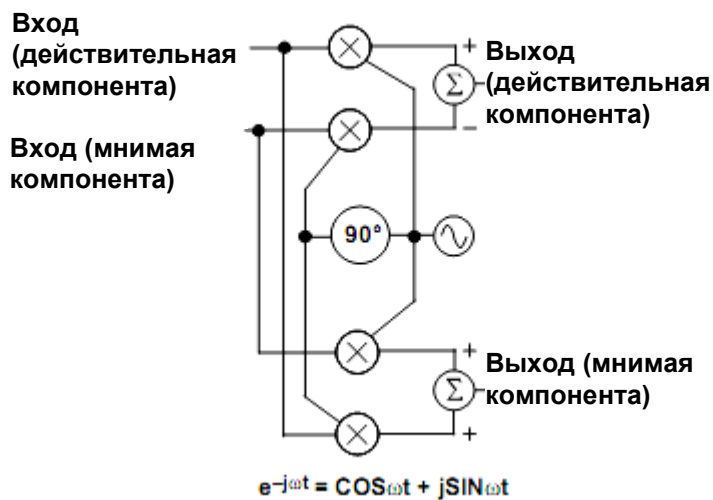 Вход
(действительная
компонента)
Вход (мнимая
компонента)
+
Выход
(действительная
компонента)
Σ
−
90°
+
Выход (мнимая
компонента)
Σ
+
e^−jωt = COSωt + jSINωt